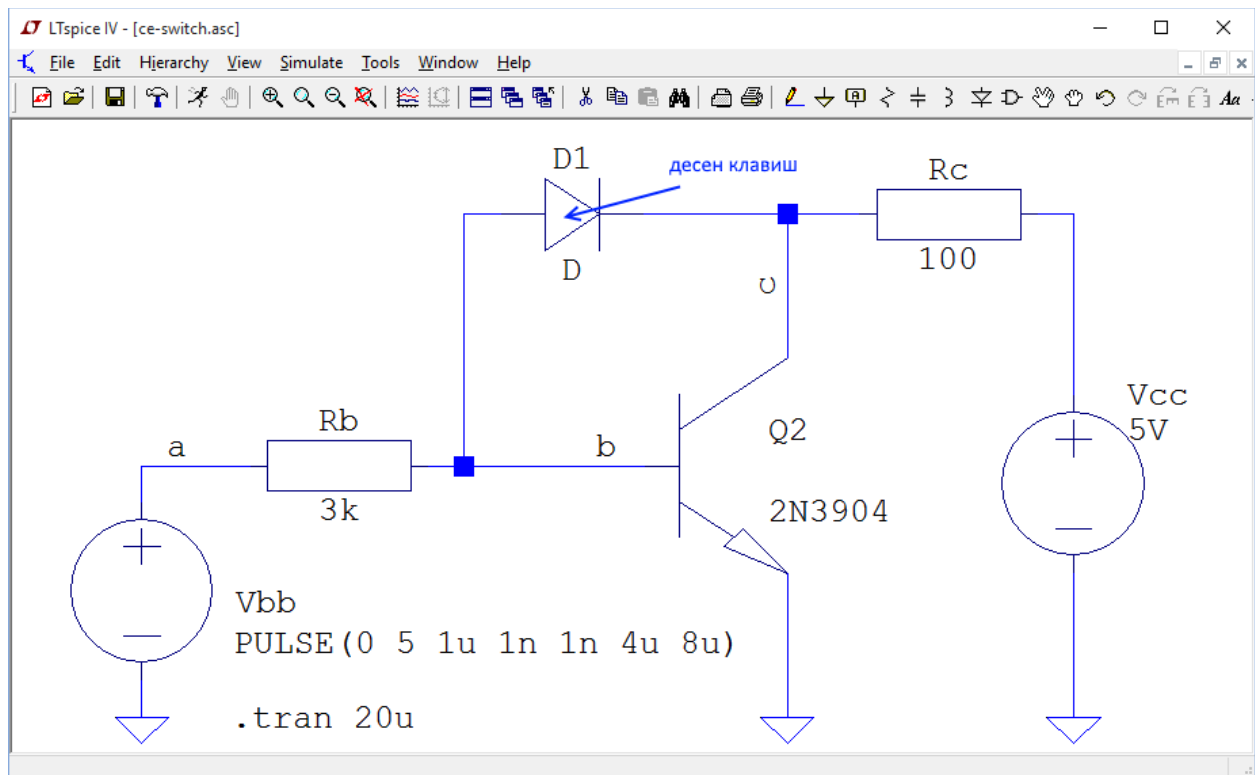 LTspice IV - [ce-switch.asc]
File Edit Hierarchy View Simulate Tools Window Help
D1
десен клавиш
Rc
D
100
c
Vcc
5V
Rb
a
b
Q2
3k
2N3904
Vbb
PULSE(0 5 1u 1n 1n 4u 8u)
.tran 20u